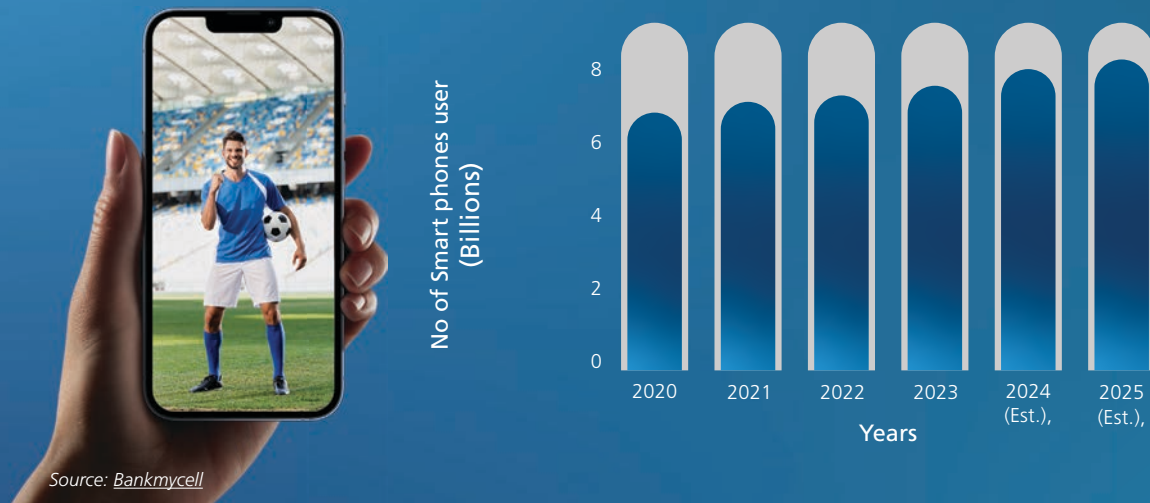 No of Smart phones user
(Billions)
8
6
4
2
0
2020
2021
2022
2023
2024
(Est.),
2025
(Est.),
Years
Source: Bankmycell